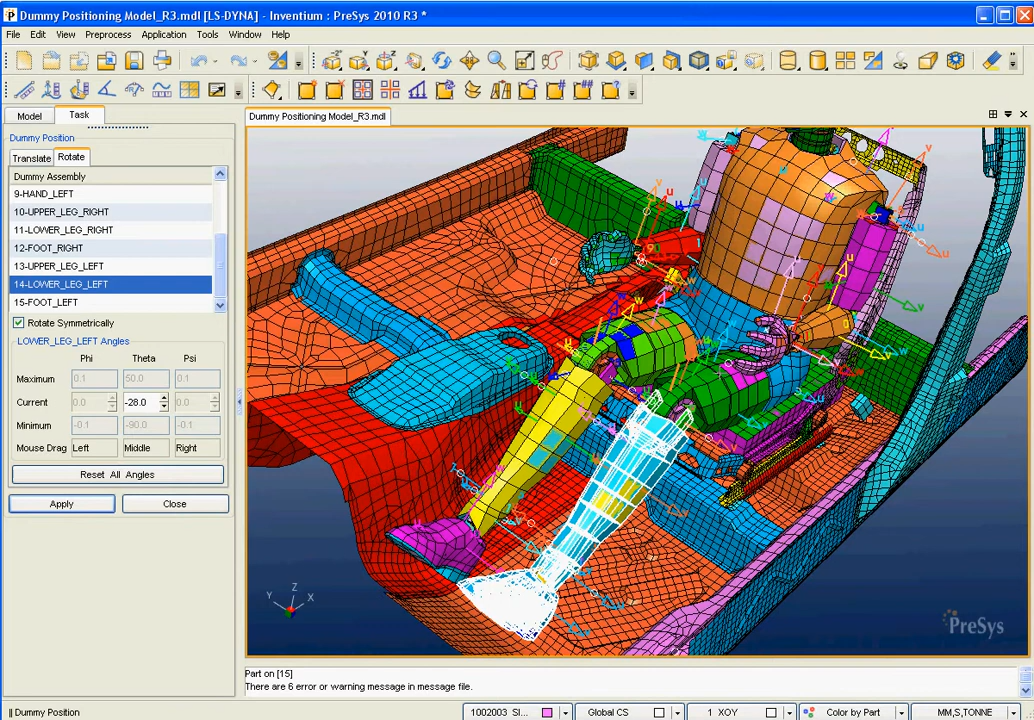 Dummy Positioning Model_R3.mdl [LS-DYNA] - Inventium : PreSys 2010 R3 *
File Edit View Preprocess Application Tools Window Help
Model Task
Dummy Positioning Model_R3.mdl
Dummy Position
Translate Rotate
Dummy Assembly
9-HAND_LEFT
10-UPPER_LEG_RIGHT
11-LOWER_LEG_RIGHT
12-FOOT_RIGHT
13-UPPER_LEG_LEFT
14-LOWER_LEG_LEFT
15-FOOT_LEFT
Rotate Symmetrically
LOWER_LEG_LEFT Angles
Phi Theta Psi
Maximum 0.1 50.0 0.1
Current 0.0 -28.0 0.0
Minimum -0.1 -90.0 -0.1
Mouse Drag Left Middle Right
Reset All Angles
Apply Close
Z
Y X
PreSys
Part on [15]
There are 6 error or warning message in message file.
Dummy Position
1002003 SI... Global CS 1 XOY Color by Part MM,S,TONNE